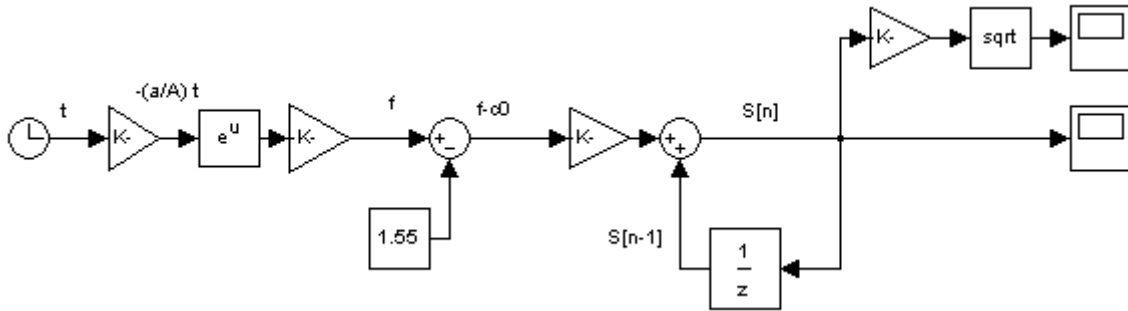 K-
sqrt
-(a/A) t
t
f
f-c0
S[n]
K-
e^u
K-
+
−
K-
+
+
1.55
S[n-1]
1
z